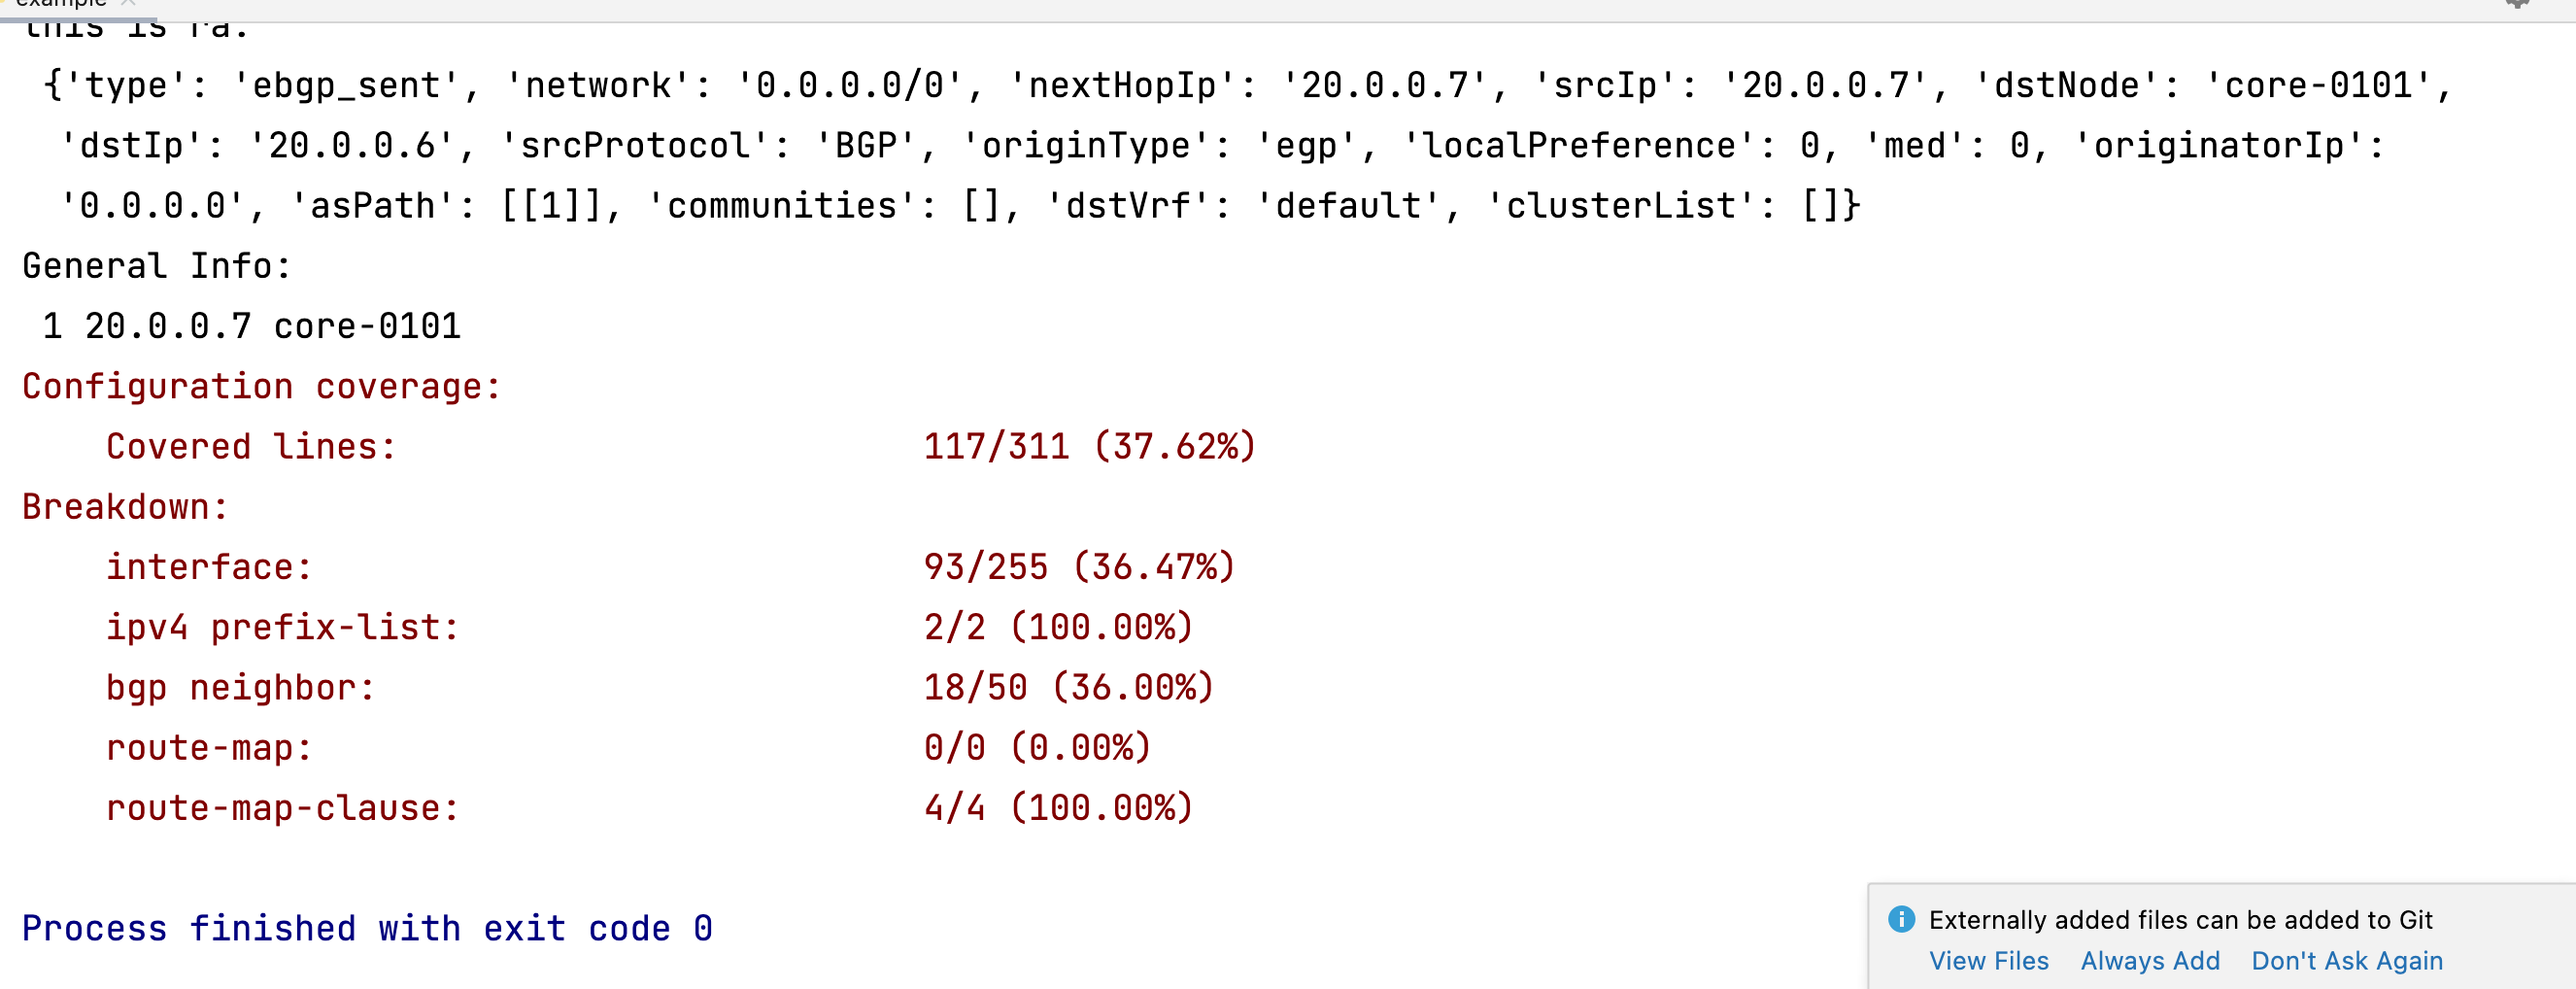 example
this is ra:
{'type': 'ebgp_sent', 'network': '0.0.0.0/0', 'nextHopIp': '20.0.0.7', 'srcIp': '20.0.0.7', 'dstNode': 'core-0101',
'dstIp': '20.0.0.6', 'srcProtocol': 'BGP', 'originType': 'egp', 'localPreference': 0, 'med': 0, 'originatorIp':
'0.0.0.0', 'asPath': [[1]], 'communities': [], 'dstVrf': 'default', 'clusterList': []}
General Info:
1 20.0.0.7 core-0101
Configuration coverage:
Covered lines: 117/311 (37.62%)
Breakdown:
interface: 93/255 (36.47%)
ipv4 prefix-list: 2/2 (100.00%)
bgp neighbor: 18/50 (36.00%)
route-map: 0/0 (0.00%)
route-map-clause: 4/4 (100.00%)
Process finished with exit code 0
Externally added files can be added to Git
View Files Always Add Don't Ask Again